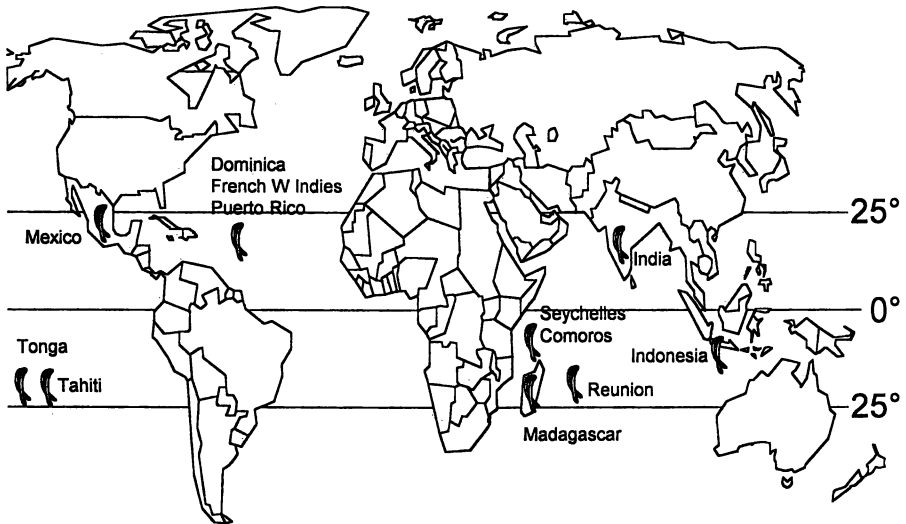 Dominica
French W Indies
Puerto Rico
25°
Mexico
India
0°
Seychelles
Comoros
Indonesia
Tonga
Tahiti
Reunion
25°
Madagascar